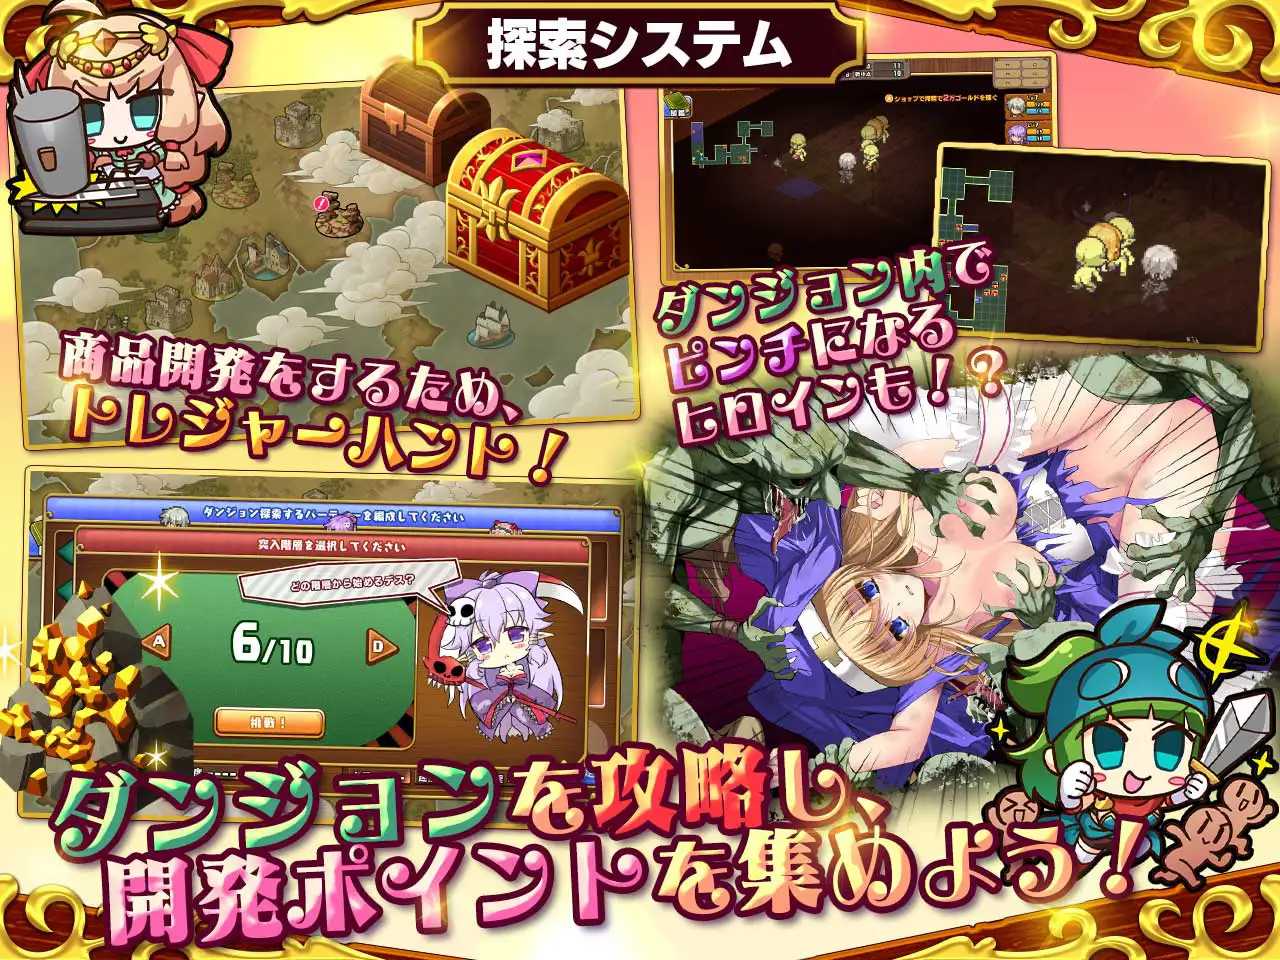 探索システム
商品開発をするため、
トレジャーハント！
ショップで得意で2万ゴールドを稼ぐ
ダンジョン内で
ピンチになる
ヒロインも！？
ダンジョン探索するパーティーを編成してください
突入階層を選択してください
どの階層から始めるデス？
A
6/10
D
挑戦！
ダンジョンを攻略し、
開発ポイントを集めよう！